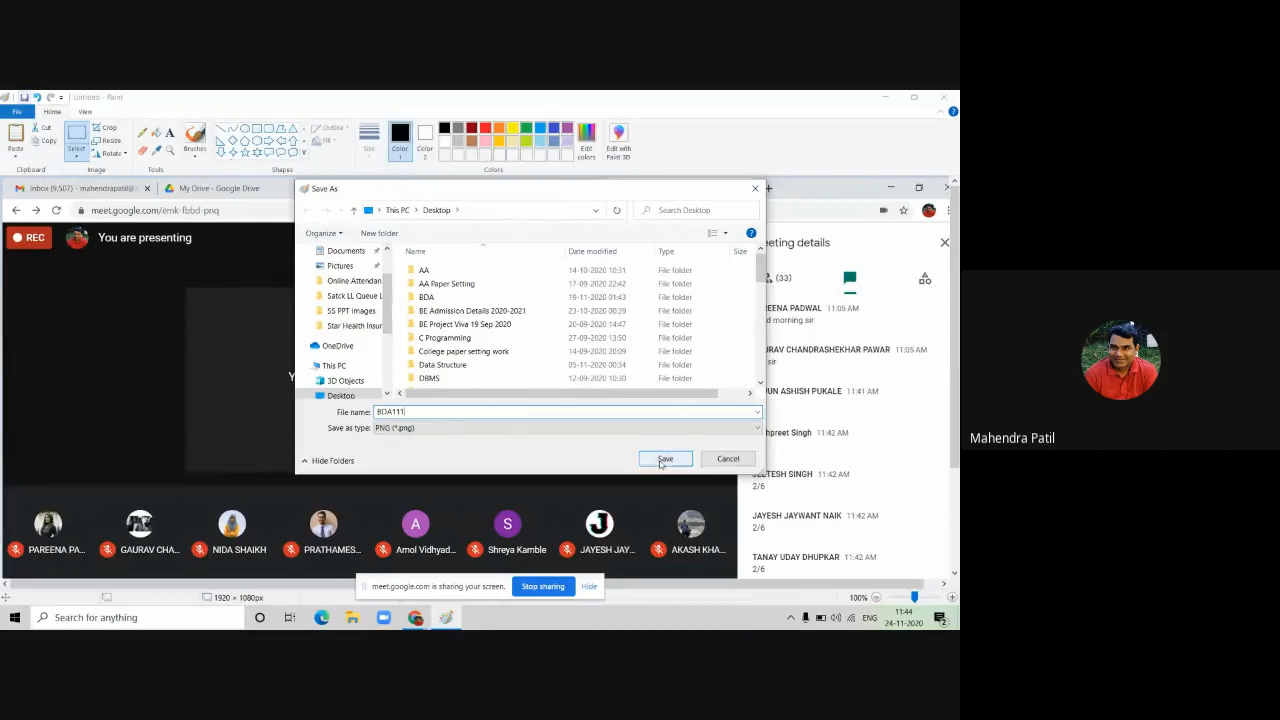 Untitled - Paint
File Home View
Paste
Cut
Copy
Clipboard
Select
Crop
Resize
Rotate
Image
Tools
Brushes
Outline
Fill
Shapes
Size
Color 1
Color 2
Edit colors
Edit with Paint 3D
Colors
Inbox (9,507) - mahendrapatil@
My Drive - Google Drive
meet.google.com/emk-fbbd-pnq
REC
You are presenting
Save As
This PC > Desktop >
Search Desktop
Organize
New folder
Name Date modified Type Size
Documents
Pictures
Online Attendan
Satck LL Queue L
SS PPT images
Star Health Insur
OneDrive
This PC
3D Objects
Desktop
AA 14-10-2020 10:31 File folder
AA Paper Setting 17-09-2020 22:42 File folder
BDA 19-11-2020 01:43 File folder
BE Admission Details 2020-2021 23-10-2020 00:39 File folder
BE Project Viva 19 Sep 2020 20-09-2020 14:47 File folder
C Programming 27-09-2020 13:50 File folder
College paper setting work 14-09-2020 20:09 File folder
Data Structure 05-11-2020 00:34 File folder
DBMS 12-09-2020 10:30 File folder
File name: BDA111
Save as type: PNG (*.png)
Hide Folders
Save
Cancel
eeting details
(33)
REENA PADWAL 11:05 AM
d morning sir
URAV CHANDRASHEKHAR PAWAR 11:05 AM
sir
JUN ASHISH PUKALE 11:41 AM
hpreet Singh 11:42 AM
EETESH SINGH 11:42 AM
2/6
JAYESH JAYWANT NAIK 11:42 AM
2/6
TANAY UDAY DHUPKAR 11:42 AM
2/6
Y
PAREENA PA...
GAURAV CHA...
NIDA SHAIKH
PRATHAMES...
A
Amol Vidhyad...
S
Shreya Kamble
J
JAYESH JAY...
AKASH KHA...
meet.google.com is sharing your screen.
Stop sharing
Hide
1920 × 1080px
100%
Search for anything
ENG
11:44
24-11-2020
2
Mahendra Patil